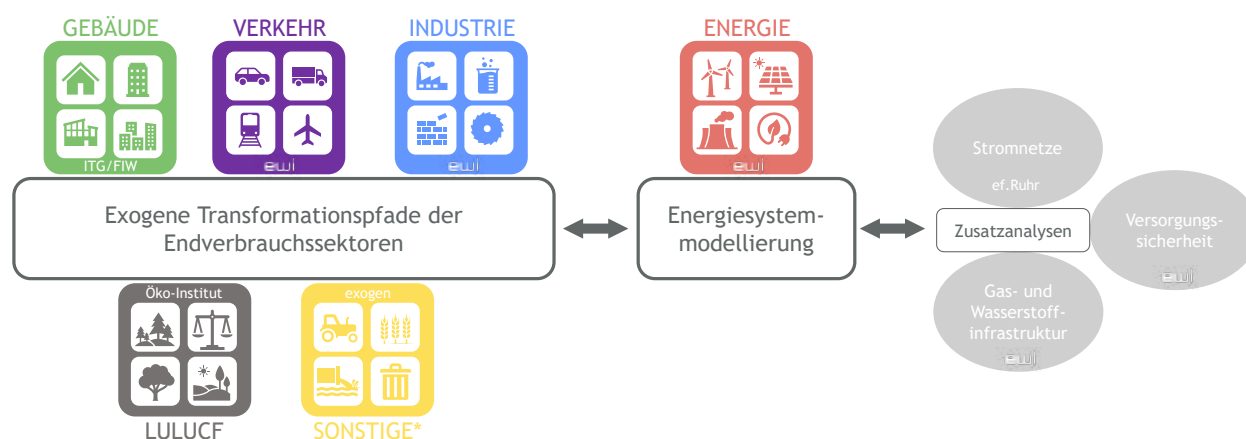 GEBÄUDE
VERKEHR
INDUSTRIE
ENERGIE
ITG/FIW
ewi
ewi
ewi
Exogene Transformationspfade der
Endverbrauchssektoren
Energiesystem-
modellierung
Stromnetze
ef.Ruhr
Zusatzanalysen
Versorgungs-
sicherheit
ewi
Gas- und
Wasserstoff-
infrastruktur
ewi
Öko-Institut
exogen
LULUCF
SONSTIGE*